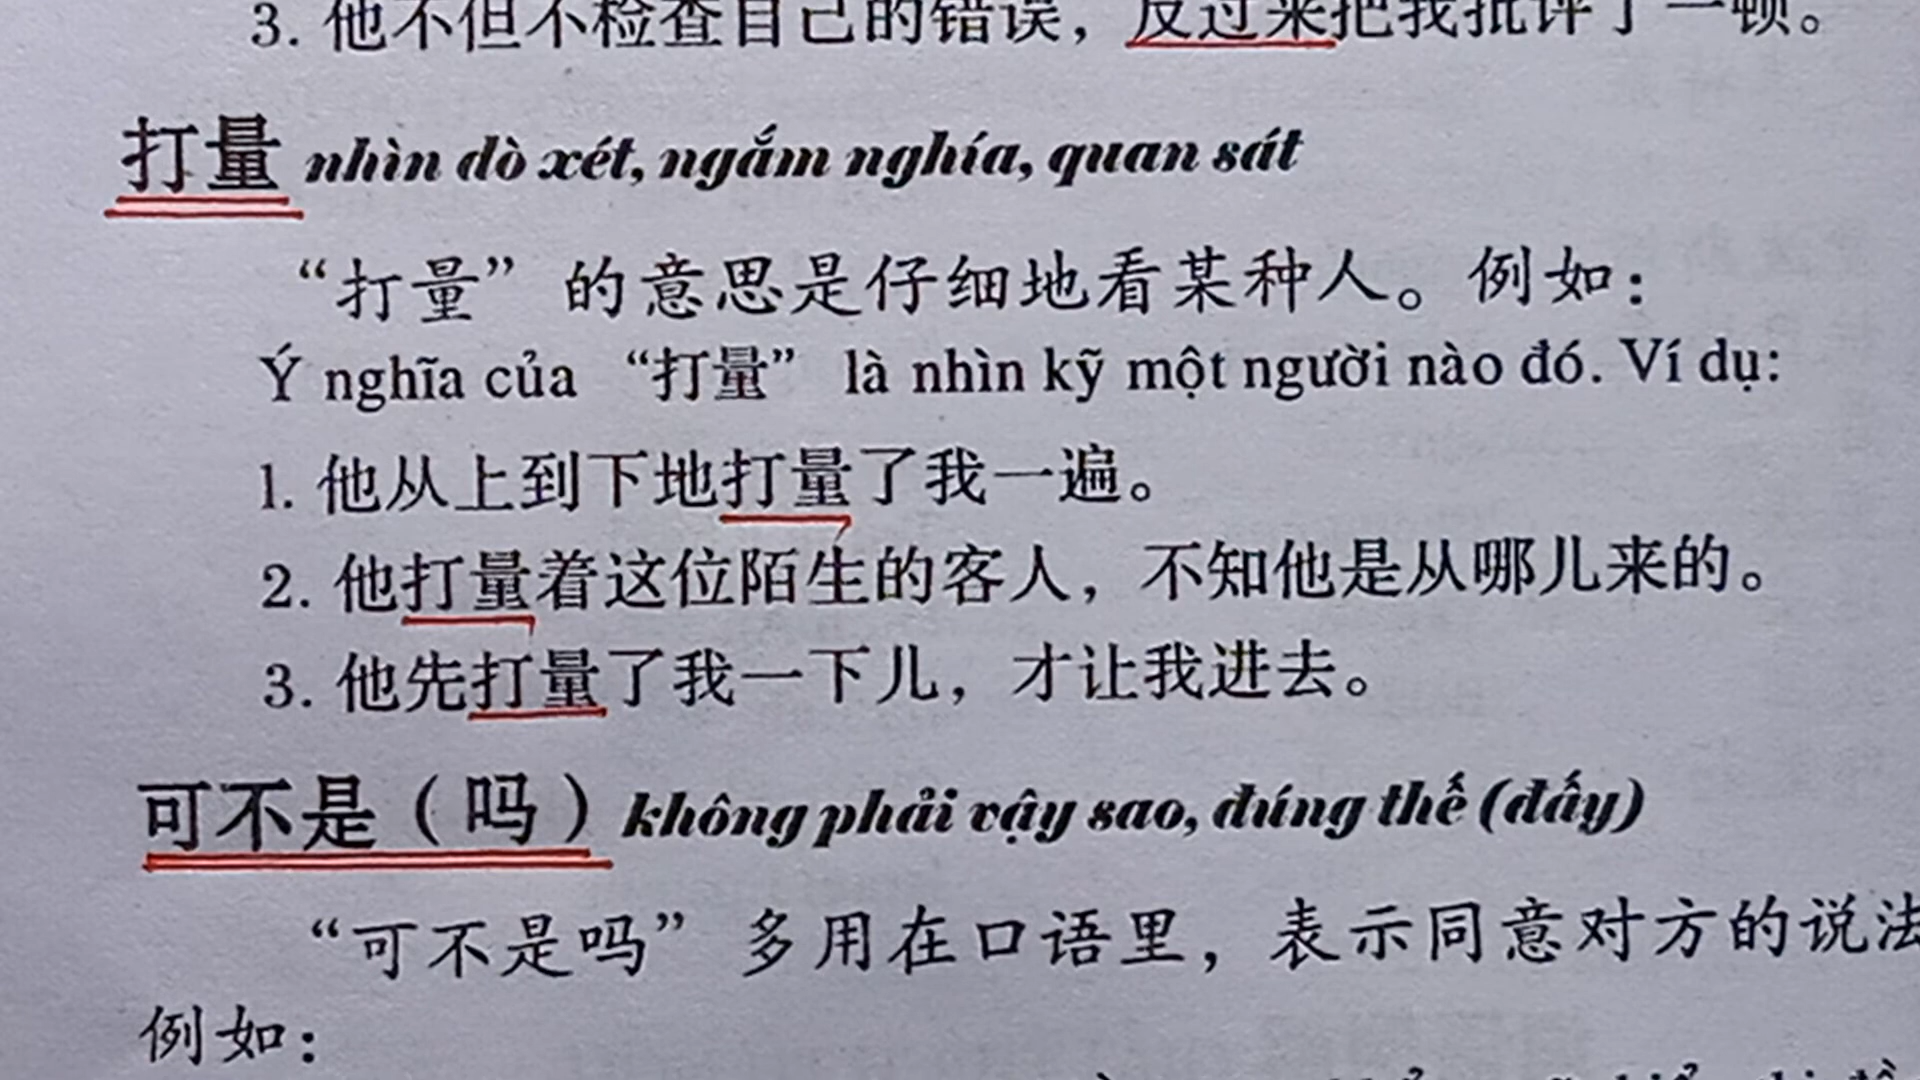 3. 他不但不检查自己的错误，反过来把我批评了一顿。
打量 nhìn dò xét, ngắm nghía, quan sát
“打量”的意思是仔细地看某种人。例如：
Ý nghĩa của “打量” là nhìn kỹ một người nào đó. Ví dụ:
1. 他从上到下地打量了我一遍。
2. 他打量着这位陌生的客人，不知他是从哪儿来的。
3. 他先打量了我一下儿，才让我进去。
可不是（吗）không phải vậy sao, đúng thế (đấy)
“可不是吗”多用在口语里，表示同意对方的说法
例如：